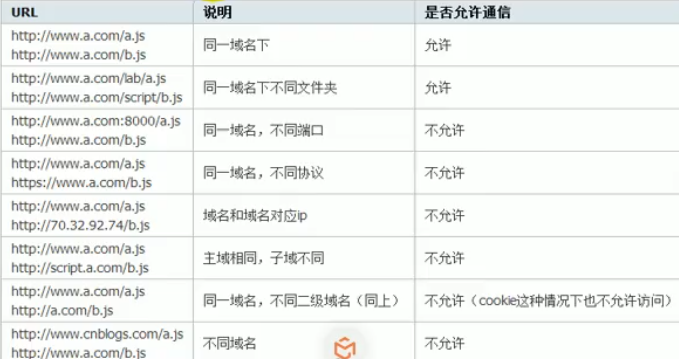 URL 说明 是否允许通信
http://www.a.com/a.js
http://www.a.com/b.js
同一域名下
允许
http://www.a.com/lab/a.js
http://www.a.com/script/b.js
同一域名下不同文件夹
允许
http://www.a.com:8000/a.js
http://www.a.com/b.js
同一域名，不同端口
不允许
http://www.a.com/a.js
https://www.a.com/b.js
同一域名，不同协议
不允许
http://www.a.com/a.js
http://70.32.92.74/b.js
域名和域名对应ip
不允许
http://www.a.com/a.js
http://script.a.com/b.js
主域相同，子域不同
不允许
http://www.a.com/a.js
http://a.com/b.js
同一域名，不同二级域名（同上）
不允许（cookie这种情况下也不允许访问）
http://www.cnblogs.com/a.js
http://www.a.com/b.js
不同域名
不允许